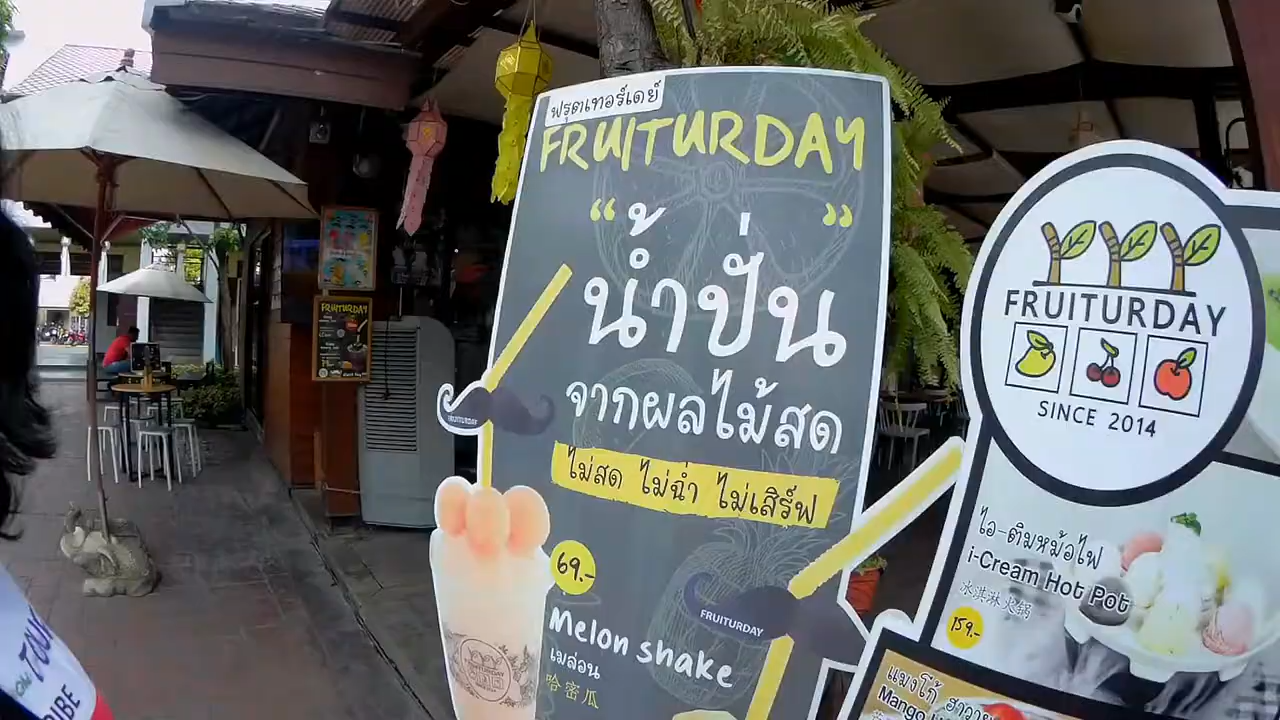 ฟรุตเทอร์เดย์
FRUITURDAY
“น้ำปั่น”
จากผลไม้สด
ไม่สด ไม่ฉ่ำ ไม่เสิร์ฟ
FRUITURDAY
69.-
Melon shake
เมล่อน
哈密瓜
FRUITURDAY
FRUITURDAY
SINCE 2014
ไอ-ติมหม้อไฟ
i-Cream Hot Pot
冰淇淋火锅
159.-
แมงโก้
Mango
FRUITURDAY
TOUR